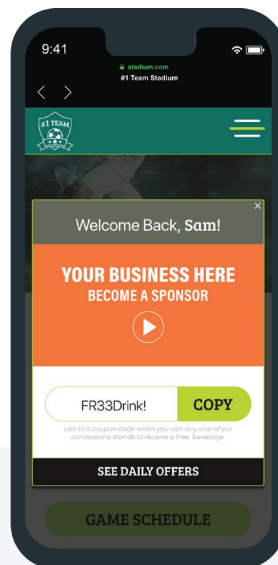 9:41
stadium.com
#1 Team Stadium
#1 TEAM
Welcome Back, Sam!
YOUR BUSINESS HERE
BECOME A SPONSOR
FR33Drink!
COPY
Use this coupon code when you visit any one of our
concessions stands to receive a free beverage.
SEE DAILY OFFERS
GAME SCHEDULE